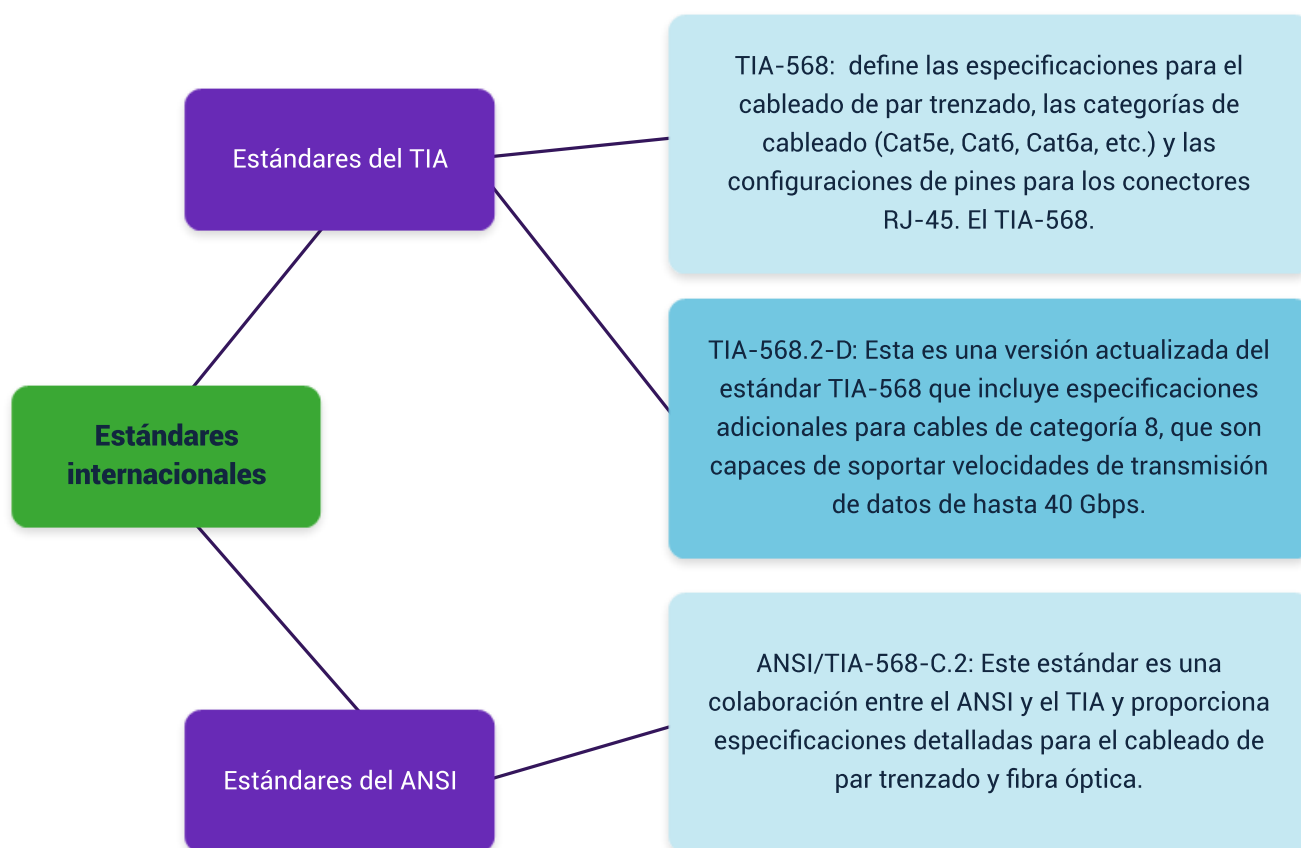 TIA-568:  define las especificaciones para el
cableado de par trenzado, las categorías de
cableado (Cat5e, Cat6, Cat6a, etc.) y las
configuraciones de pines para los conectores
RJ-45. El TIA-568.
Estándares del TIA
TIA-568.2-D: Esta es una versión actualizada del
estándar TIA-568 que incluye especificaciones
adicionales para cables de categoría 8, que son
capaces de soportar velocidades de transmisión
de datos de hasta 40 Gbps.
Estándares
internacionales
ANSI/TIA-568-C.2: Este estándar es una
colaboración entre el ANSI y el TIA y proporciona
especificaciones detalladas para el cableado de
par trenzado y fibra óptica.
Estándares del ANSI